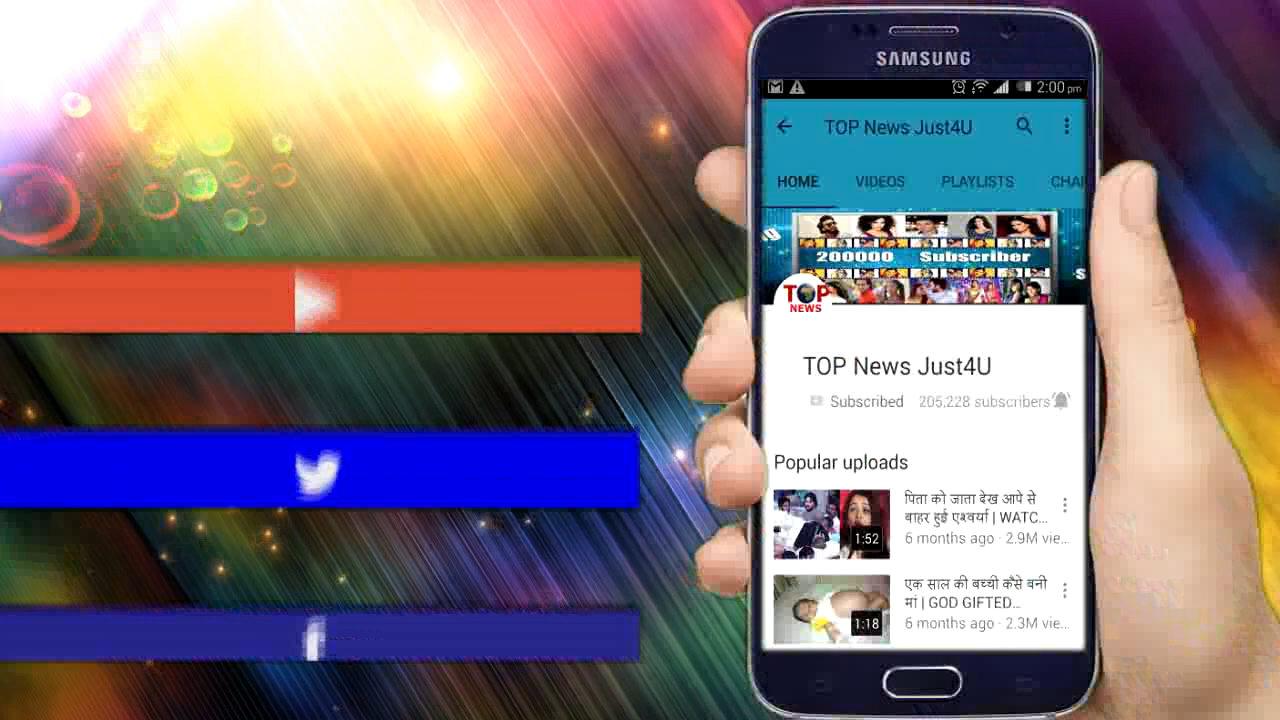 SAMSUNG
2:00 pm
TOP News Just4U
HOME VIDEOS PLAYLISTS CHAI
200000 Subscriber
TOP
NEWS
TOP News Just4U
Subscribed 205,228 subscribers
Popular uploads
पिता को जाता देख आपे से
बाहर हुई एश्वर्या | WATC...
1:52
6 months ago · 2.9M vie...
एक साल की बच्ची कैसे बनी
मां | GOD GIFTED...
1:18
6 months ago · 2.3M vie...